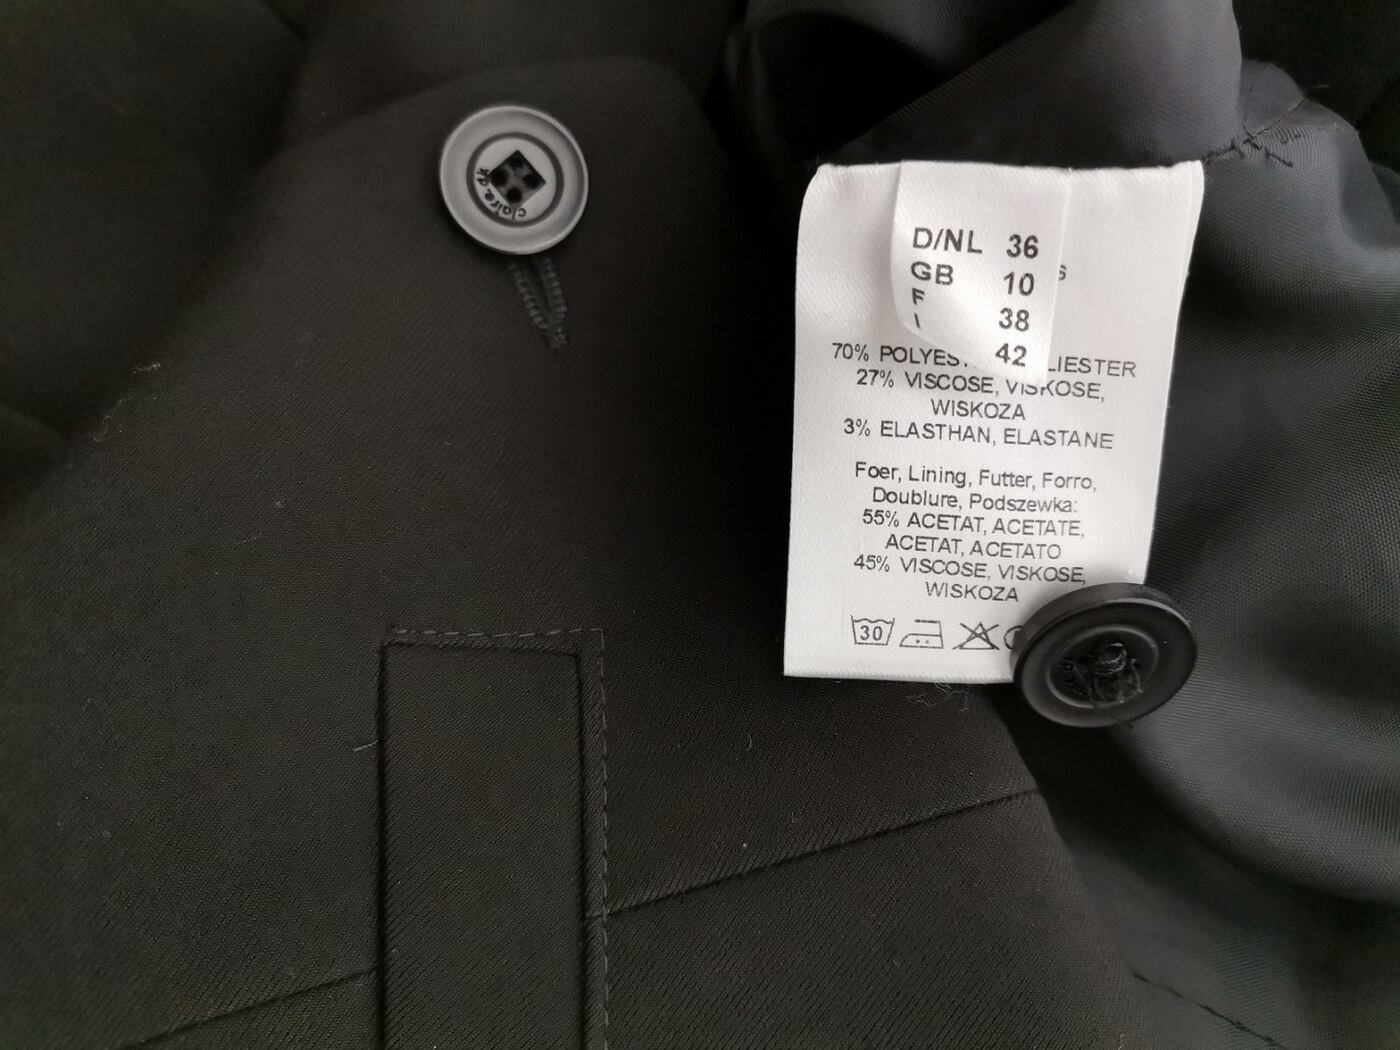 claire.dk
D/NL 36
GB 10
F 38
I 42
s
70% POLYES LIESTER
27% VISCOSE, VISKOSE,
WISKOZA
3% ELASTHAN, ELASTANE
Foer, Lining, Futter, Forro,
Doublure, Podszewka:
55% ACETAT, ACETATE,
ACETAT, ACETATO
45% VISCOSE, VISKOSE,
WISKOZA
30